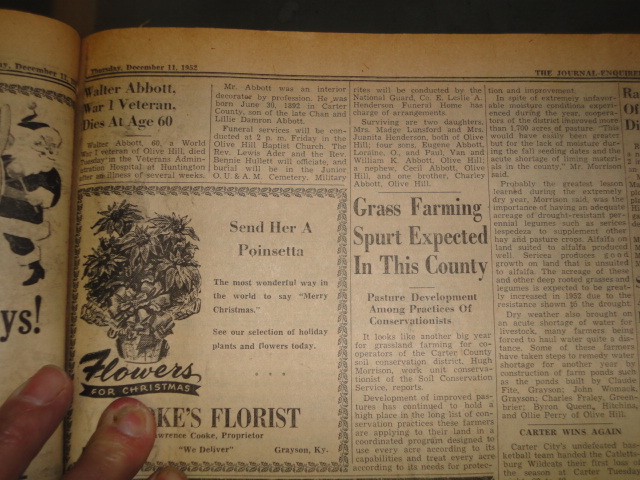 Thursday, December 11, 1952
THE JOURNAL-ENQUIRER
Walter Abbott,
War I Veteran,
Dies At Age 60
Walter Abbott, 60, a World
War I veteran of Olive Hill, died
in the Veterans Admin-
Hospital at Huntington
an illness of several weeks.
Mr. Abbott was an interior
decorator by profession. He was
born June 30, 1892 in Carter
County, son of the late Chan and
Lillie Damron Abbott.
Funeral services will be con-
ducted at 2 p. m. Friday in the
Olive Hill Baptist Church. The
Rev. Lewis Ader and the Rev.
Bennie Hullett will officiate, and
burial will be in the Junior
O. U & A M. Cemetery. Military
rites will be conducted by the
National Guard, Co. E. Leslie A.
Henderson Funeral Home has
charge of arrangements.
Surviving are two daughters,
Mrs. Madge Lunsford and Mrs.
Juanita Henderson, both of Olive
Hill; four sons, Eugene Abbott,
Loraine, O., and Paul, Van and
William K. Abbott, Olive Hill;
a nephew, Cecil Abbott, Olive
Hill, and one brother, Charley
Abbott, Olive Hill.
Send Her A
Poinsetta
The most wonderful way in
the world to say "Merry
Christmas."
See our selection of holiday
plants and flowers today.
Flowers
FOR CHRISTMAS
KE'S FLORIST
Lawrence Cooke, Proprietor
"We Deliver" Grayson, Ky.
Grass Farming
Spurt Expected
In This County
Pasture Development
Among Practices Of
Conservationists
It looks like another big year
for grassland farming for co-
operators of the Carter County
soil conservation district, Hugh
Morrison, work unit conserva-
tionist of the Soil Conservation
Service, reports.
Development of improved pas-
tures has continued to hold a
high place in the long list of con-
servation practices these farmers
are applying to their land in a
coordinated program designed to
use every acre according to its
capabilities and treat every acre
according to its needs for protec-
tion and improvement.
In spite of extremely unfavor-
able moisture conditions experi-
enced during the year, coopera-
tors of the district improved more
than 1,700 acres of pasture. "This
would have easily been greater
but for the lack of moisture dur-
ing the fall seeding dates and the
acute shortage of liming materi-
als in the county," Mr. Morrison
said.
Probably the greatest lesson
learned during the extremely
dry year, Morrison said, was the
importance of having an adequate
acreage of drought-resistant per-
ennial legumes such as sericea
lespedeza to supplement other
hay and pasture crops. Alfalfa on
land suited to alfalfa produced
well. Sericea produces good
growth on land that is unsuited
to alfalfa. The acreage of these
and other deep rooted grasses and
legumes is expected to be great-
ly increased in 1952 due to the
resistance shown to the drought.
Dry weather also brought on
an acute shortage of water for
livestock, many farmers being
forced to haul water quite a dis-
tance. Some of these farmers
have taken steps to remedy water
shortage for another year by
construction of farm ponds such
as the ponds built by Claude
Fite, Grayson; John Womack,
Grayson; Charles Fraley, Green-
brier; Byron Queen, Hitchins;
and Ollie Perry of Olive Hill.
CARTER WINS AGAIN
Carter City's undefeated bas-
ketball team handed the Catletts-
burg Wildcats their first loss of
the season at Carter Tuesday
ys!